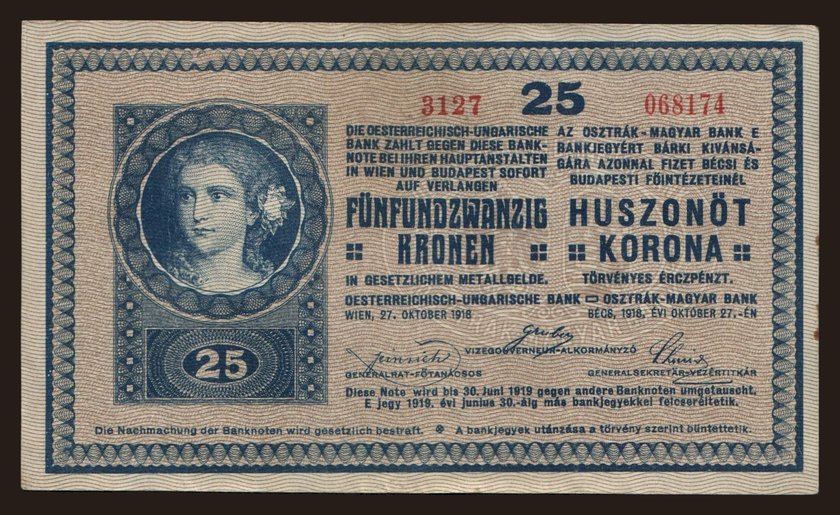 3127 25 068174
DIE OESTERREICHISCH-UNGARISCHE
BANK ZAHLT GEGEN DIESE BANK-
NOTE BEI IHREN HAUPTANSTALTEN
IN WIEN UND BUDAPEST SOFORT
AUF VERLANGEN
FÜNFUNDZWANZIG
KRONEN
IN GESETZLICHEM METALLGELDE.
AZ OSZTRÁK-MAGYAR BANK E
BANKJEGYÉRT BÁRKI KIVÁNSÁ-
GÁRA AZONNAL FIZET BÉCSI ÉS
BUDAPESTI FŐINTÉZETEINÉL
HUSZONÖT
KORONA
TÖRVÉNYES ÉRCZPÉNZT.
OESTERREICHISCH-UNGARISCHE BANK OSZTRÁK-MAGYAR BANK
WIEN, 27. OKTOBER 1918 BÉCS, 1918. ÉVI OKTÓBER 27.-ÉN
25
VIZEGOUVERNEUR-ALKORMÁNYZÓ
GENERALRAT-FŐTANÁCSOS GENERALSEKRETÄR-VEZÉRTITKÁR
Diese Note wird bis 30. Juni 1919 gegen andere Banknoten umgetauscht.
E jegy 1919. évi junius 30.-áig más bankjegyekkel felcseréltetik.
Die Nachmachung der Banknoten wird gesetzlich bestraft. A bankjegyek utánzása a törvény szerint büntettetik.